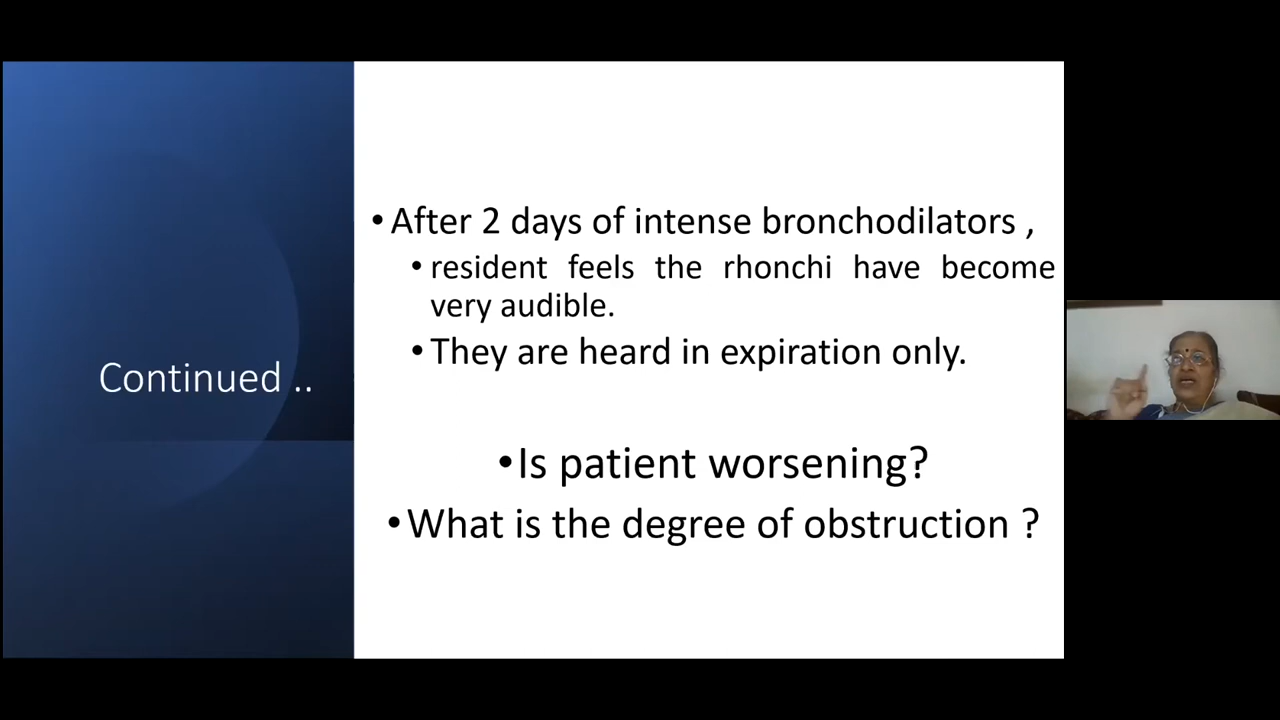 Continued ..
• After 2 days of intense bronchodilators ,
• resident feels the rhonchi have become
very audible.
• They are heard in expiration only.
•Is patient worsening?
•What is the degree of obstruction ?